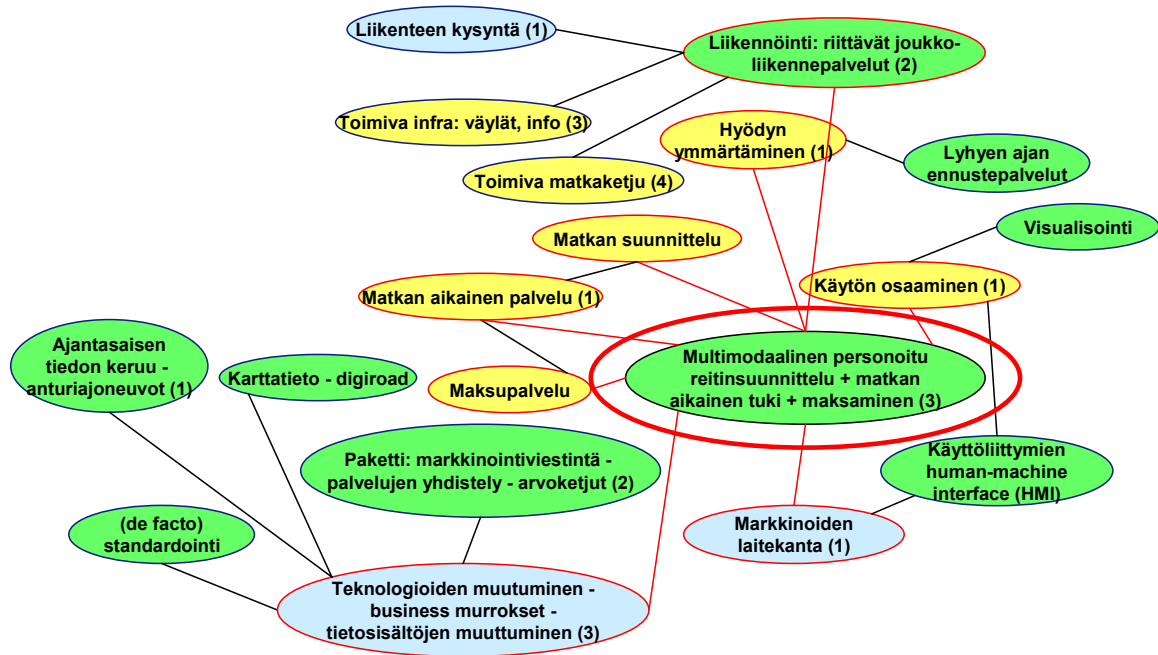 Liikenteen kysyntä (1)
Liikennöinti: riittävät joukko-
liikennepalvelut (2)
Toimiva infra: väylät, info (3)
Hyödyn
ymmärtäminen (1)
Lyhyen ajan
ennustepalvelut
Toimiva matkaketju (4)
Visualisointi
Matkan suunnittelu
Matkan aikainen palvelu (1)
Käytön osaaminen (1)
Ajantasaisen
tiedon keruu -
anturiajoneuvot (1)
Karttatieto - digiroad
Maksupalvelu
Multimodaalinen personoitu
reitinsuunnittelu + matkan
aikainen tuki + maksaminen (3)
Paketti: markkinointiviestintä -
palvelujen yhdistely - arvoketjut (2)
Käyttöliittymien
human-machine
interface (HMI)
(de facto)
standardointi
Markkinoiden
laitekanta (1)
Teknologioiden muutuminen -
business murrokset -
tietosisältöjen muuttuminen (3)